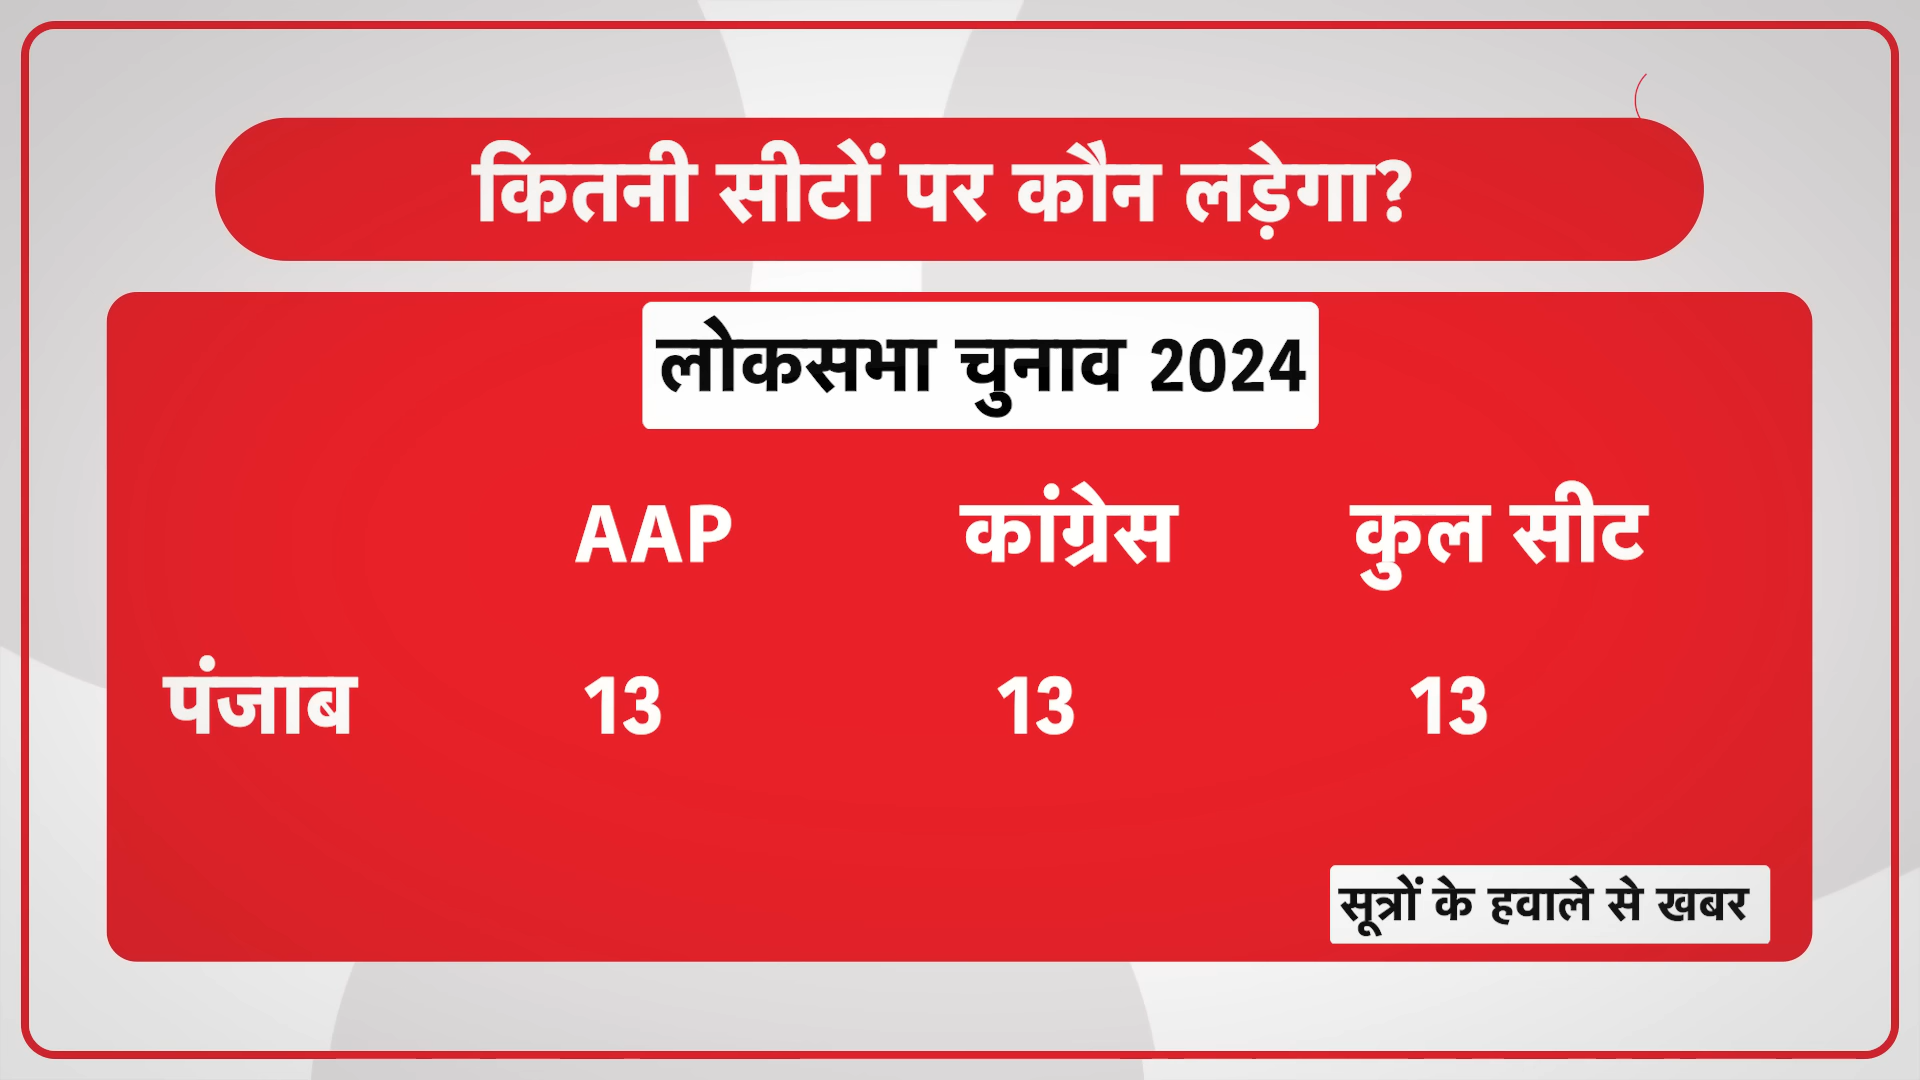 कितनी सीटों पर कौन लड़ेगा?
लोकसभा चुनाव 2024
AAP कांग्रेस कुल सीट
पंजाब 13 13 13
सूत्रों के हवाले से खबर